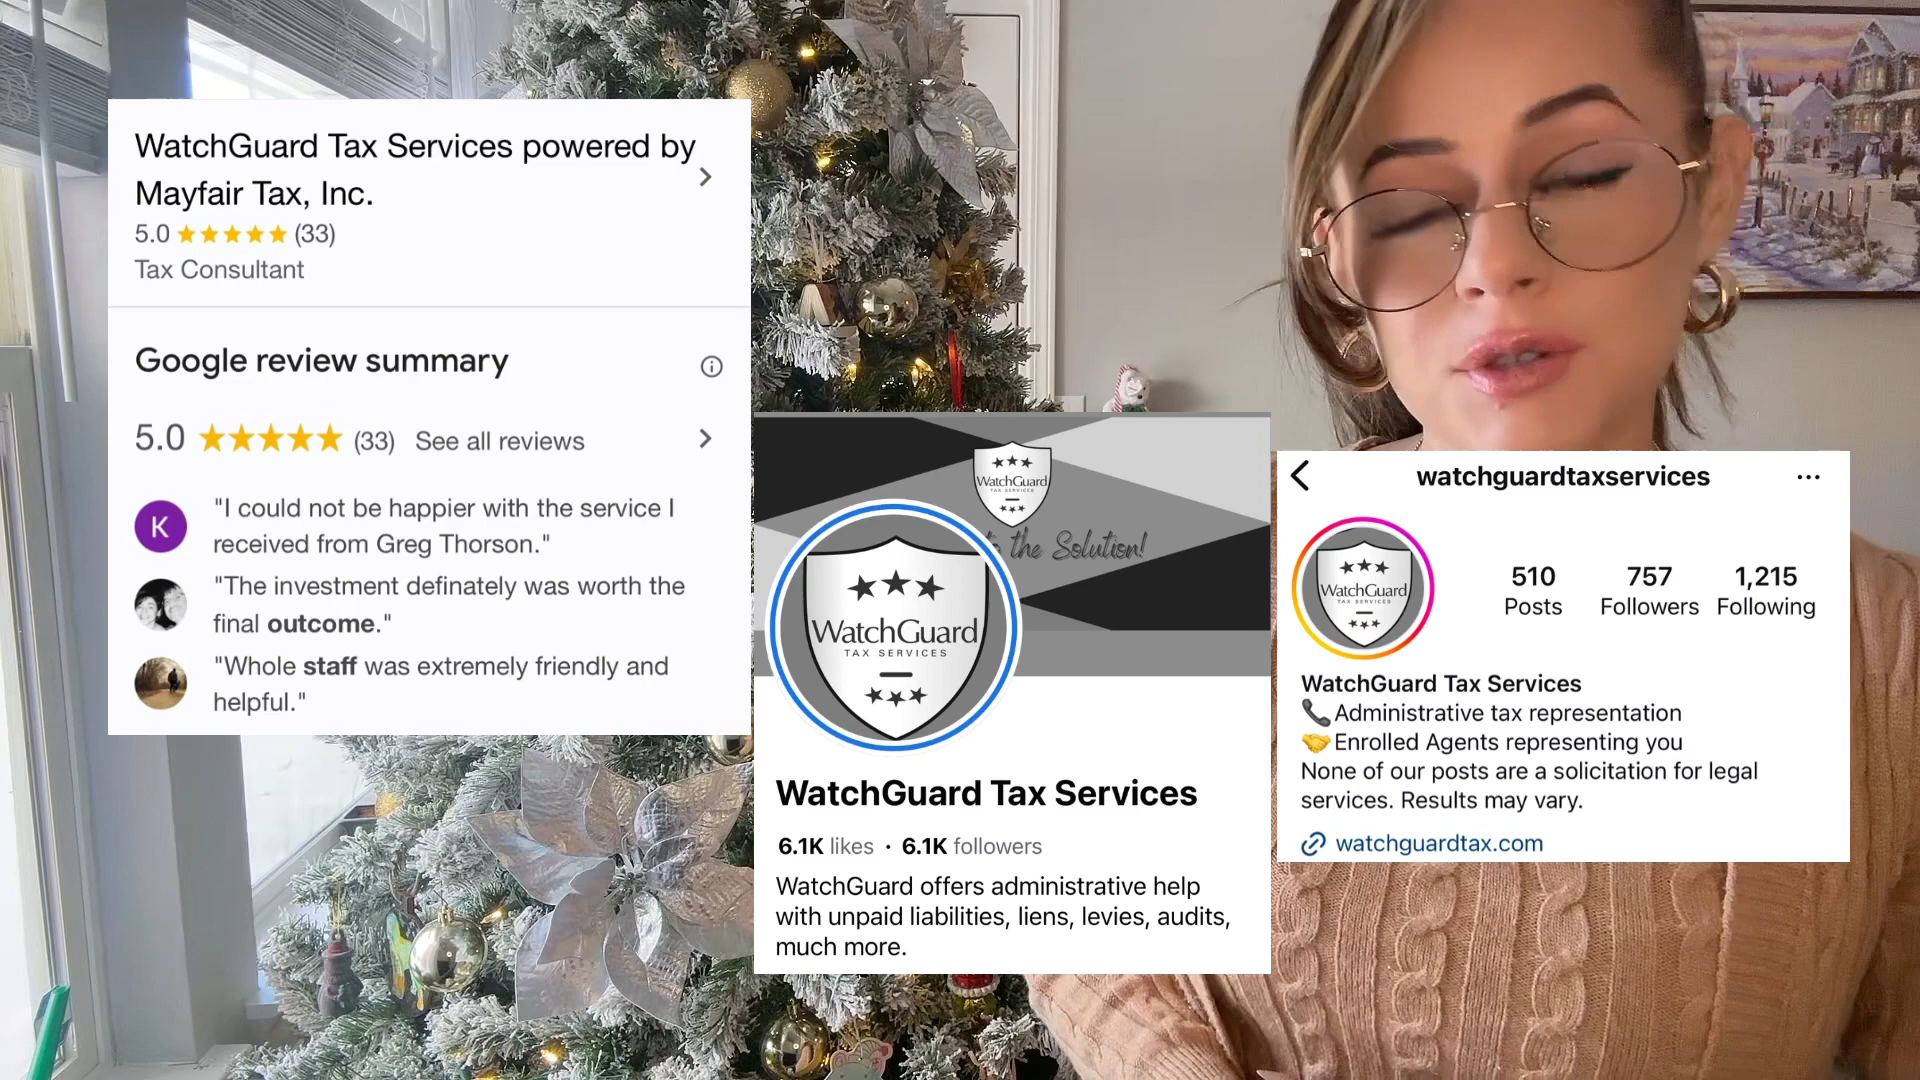 WatchGuard Tax Services powered by
Mayfair Tax, Inc.
5.0 ★★★★★ (33)
Tax Consultant
Google review summary
5.0 ★★★★★ (33) See all reviews
K
"I could not be happier with the service I
received from Greg Thorson."
"The investment definately was worth the
final outcome."
"Whole staff was extremely friendly and
helpful."
WatchGuard
TAX SERVICES
the Solution!
WatchGuard
TAX SERVICES
WatchGuard Tax Services
6.1K likes • 6.1K followers
WatchGuard offers administrative help
with unpaid liabilities, liens, levies, audits,
much more.
watchguardtaxservices
WatchGuard
TAX SERVICES
510 757 1,215
Posts Followers Following
WatchGuard Tax Services
📞Administrative tax representation
🤝Enrolled Agents representing you
None of our posts are a solicitation for legal
services. Results may vary.
watchguardtax.com